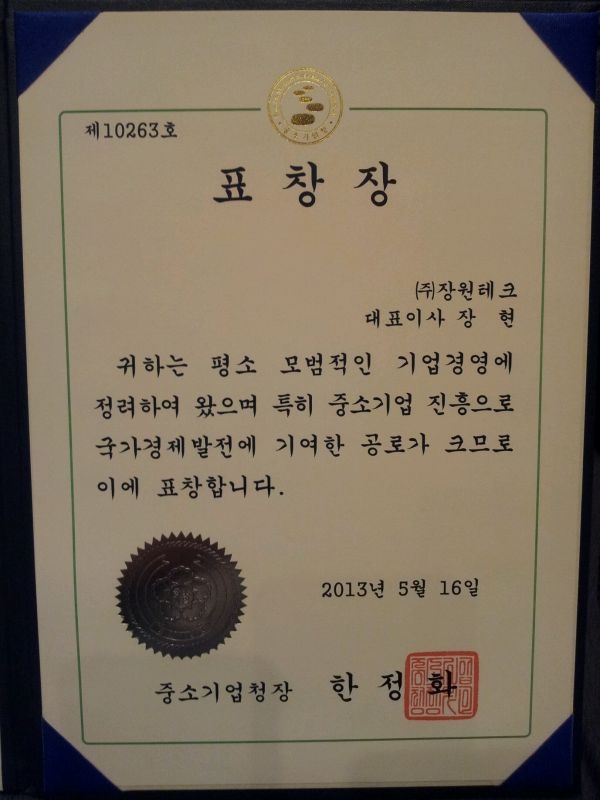 제10263호
표창장
㈜장원테크
대표이사 장 현
귀하는 평소 모범적인 기업경영에
정려하여 왔으며 특히 중소기업 진흥으로
국가경제발전에 기여한 공로가 크므로
이에 표창합니다.
2013년 5월 16일
중소기업청장 한정화